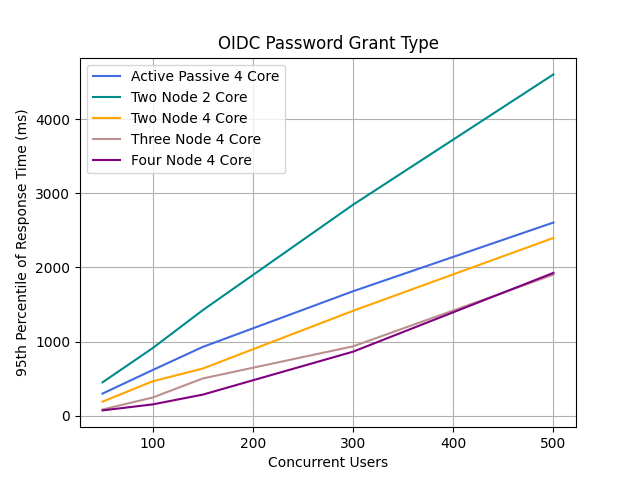 OIDC Password Grant Type
Active Passive 4 Core
Two Node 2 Core
Two Node 4 Core
Three Node 4 Core
Four Node 4 Core
95th Percentile of Response Time (ms)
4000
3000
2000
1000
0
100 200 300 400 500
Concurrent Users